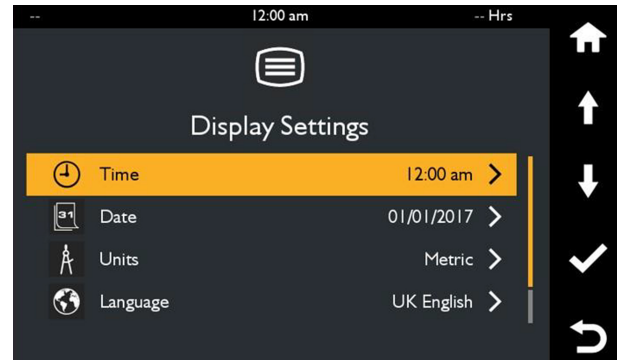 -- 12:00 am -- Hrs
Display Settings
Time 12:00 am
31
Date 01/01/2017
Units Metric
Language UK English